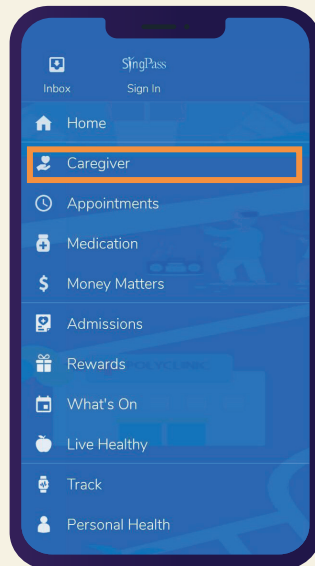 SingPass
Inbox
Sign In
Home
Caregiver
Appointments
Medication
Money Matters
Admissions
POLYCLINIC
Rewards
What's On
Live Healthy
Track
Personal Health